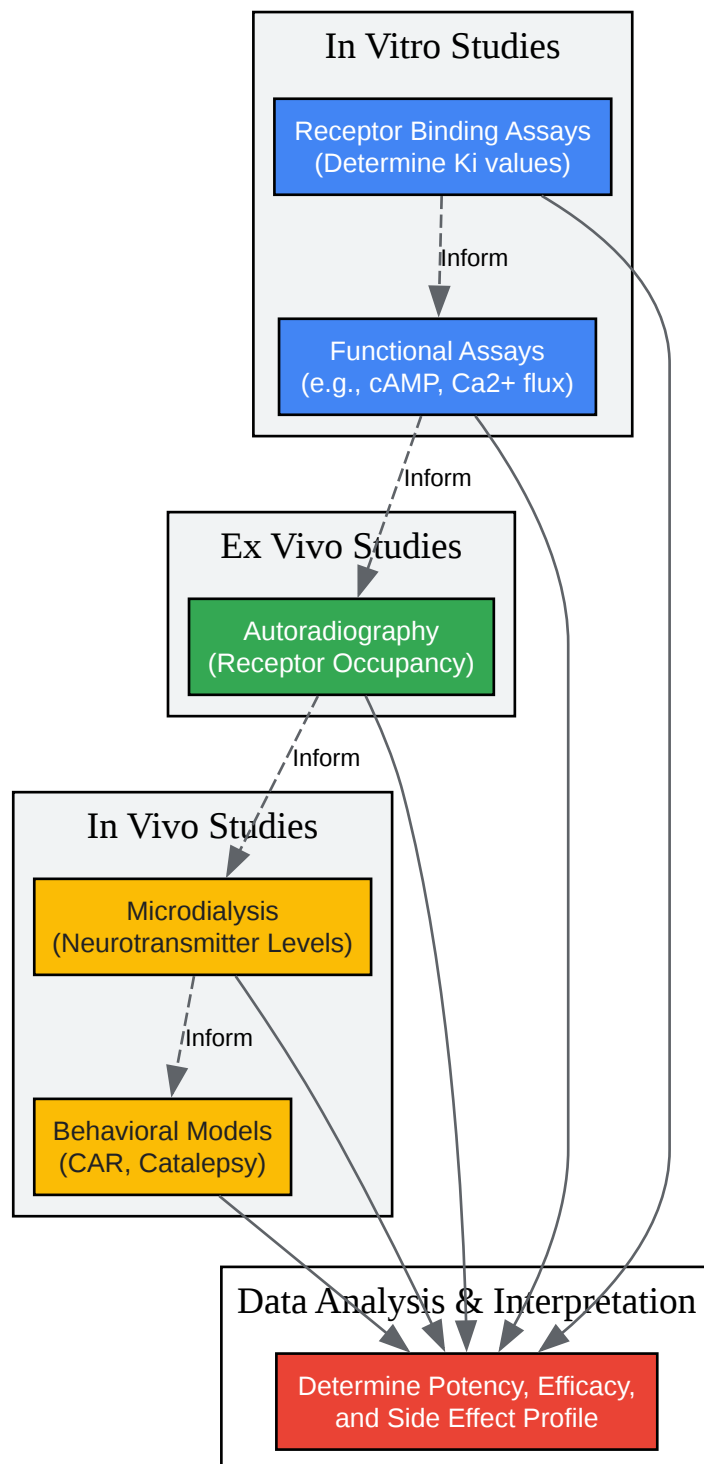 In Vitro Studies
Receptor Binding Assays
(Determine Ki values)
Inform
Functional Assays
(e.g., cAMP, Ca2+ flux)
Inform
Ex Vivo Studies
Autoradiography
(Receptor Occupancy)
Inform
In Vivo Studies
Microdialysis
(Neurotransmitter Levels)
Inform
Behavioral Models
(CAR, Catalepsy)
Data Analysis & Interpretation
Determine Potency, Efficacy,
and Side Effect Profile